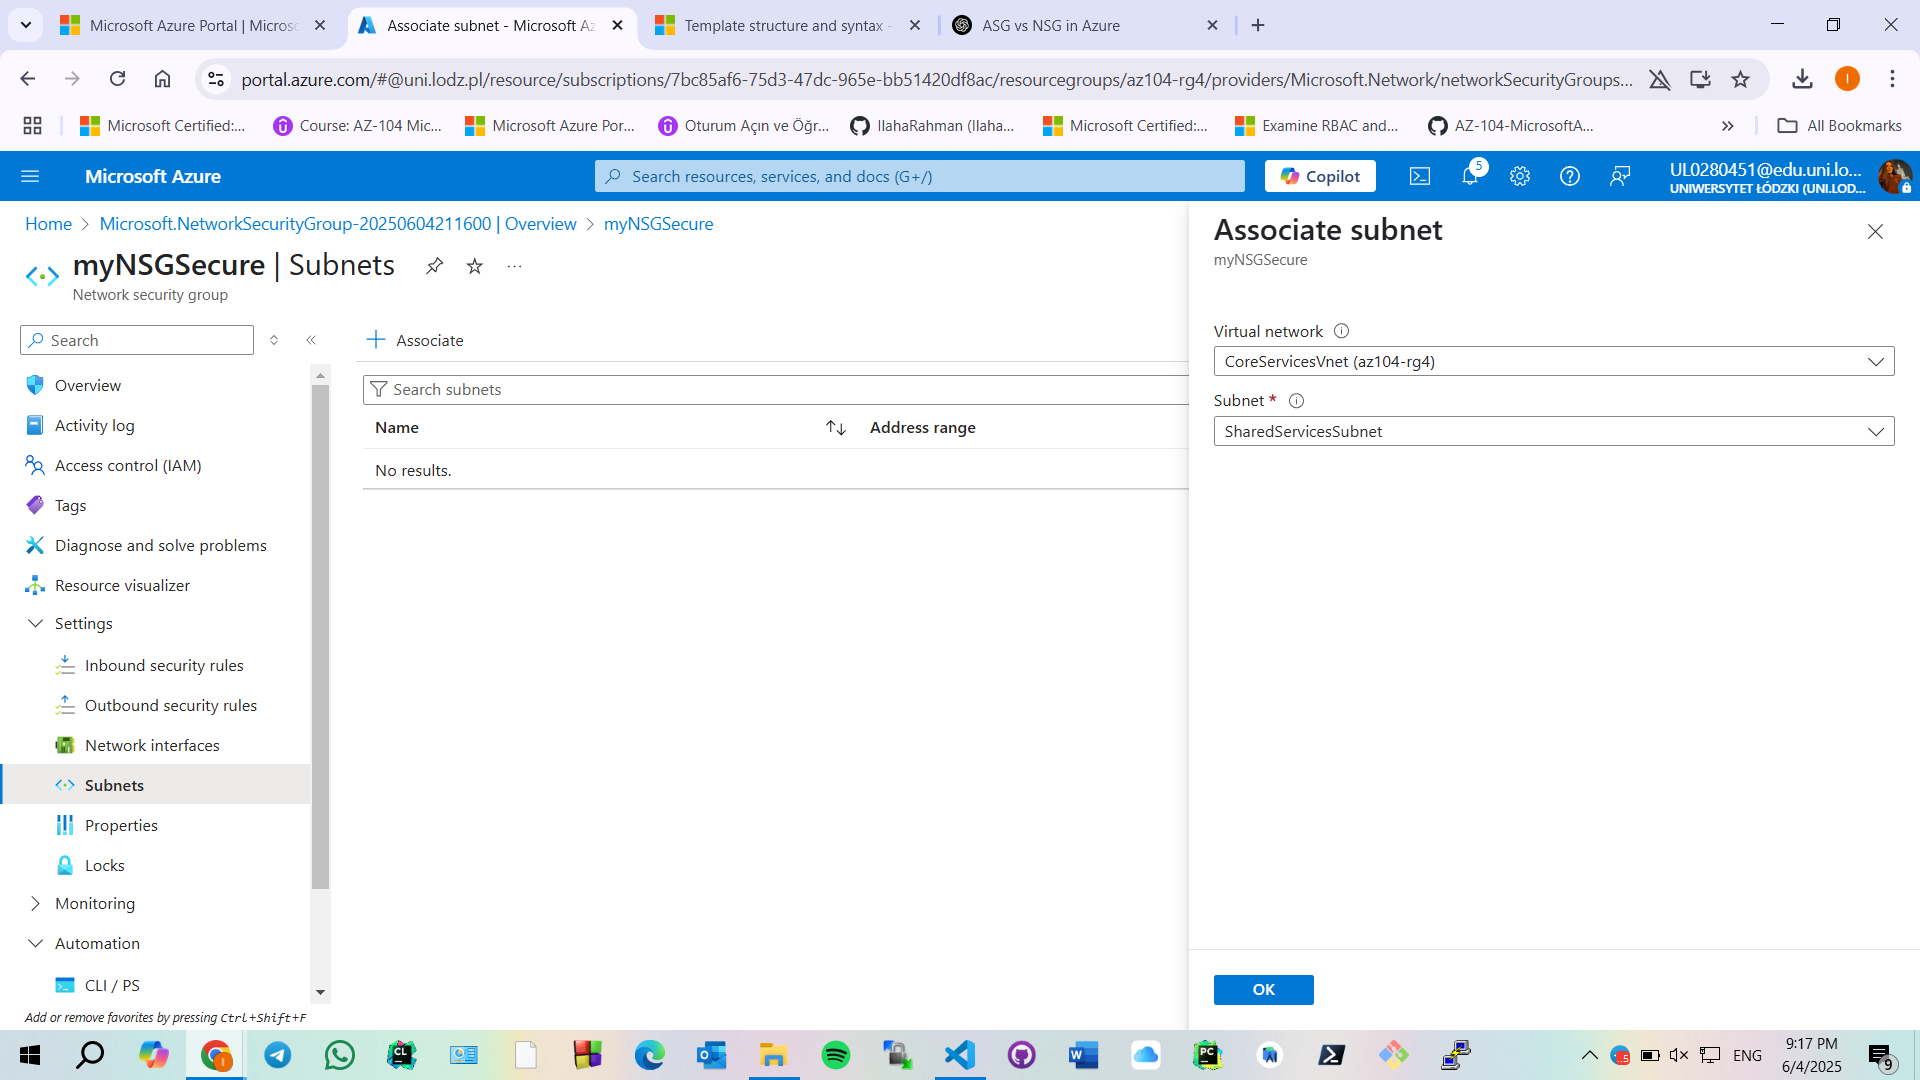 Microsoft Azure Portal | Microso
Associate subnet - Microsoft Az
Template structure and syntax -
ASG vs NSG in Azure
portal.azure.com/#@uni.lodz.pl/resource/subscriptions/7bc85af6-75d3-47dc-965e-bb51420df8ac/resourcegroups/az104-rg4/providers/Microsoft.Network/networkSecurityGroups...
I
Microsoft Certified:...
Course: AZ-104 Mic...
Microsoft Azure Por...
Oturum Açın ve Öğr...
IlahaRahman (Ilaha...
Microsoft Certified:...
Examine RBAC and...
AZ-104-MicrosoftA...
All Bookmarks
Microsoft Azure
Search resources, services, and docs (G+/)
Copilot
5
UL0280451@edu.uni.lo...
UNIWERSYTET ŁÓDZKI (UNI.LOD...
Home
Microsoft.NetworkSecurityGroup-20250604211600 | Overview
myNSGSecure
myNSGSecure | Subnets
Network security group
Search
Overview
Activity log
Access control (IAM)
Tags
Diagnose and solve problems
Resource visualizer
Settings
Inbound security rules
Outbound security rules
Network interfaces
Subnets
Properties
Locks
Monitoring
Automation
CLI / PS
Add or remove favorites by pressing Ctrl+Shift+F
Associate
Search subnets
Name
Address range
No results.
Associate subnet
myNSGSecure
Virtual network
CoreServicesVnet (az104-rg4)
Subnet *
SharedServicesSubnet
OK
ENG
9:17 PM
6/4/2025
9